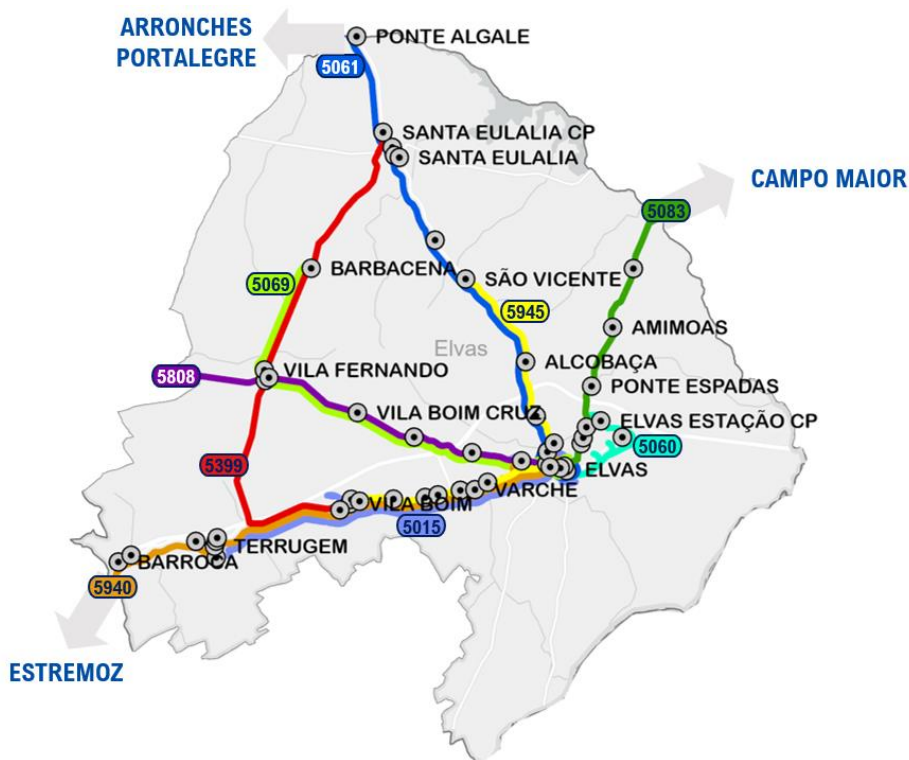 ARRONCHES
PORTALEGRE
PONTE ALGALE
5061
SANTA EULALIA CP
SANTA EULALIA
CAMPO MAIOR
5083
BARBACENA
5069
SÃO VICENTE
5945
AMIMOAS
Elvas
ALCOBAÇA
VILA FERNANDO
5808
PONTE ESPADAS
VILA BOIM CRUZ
ELVAS ESTAÇÃO CP
5060
5399
ELVAS
VARCHE
VILA BOIM
5015
TERRUGEM
BARROCA
5940
ESTREMOZ